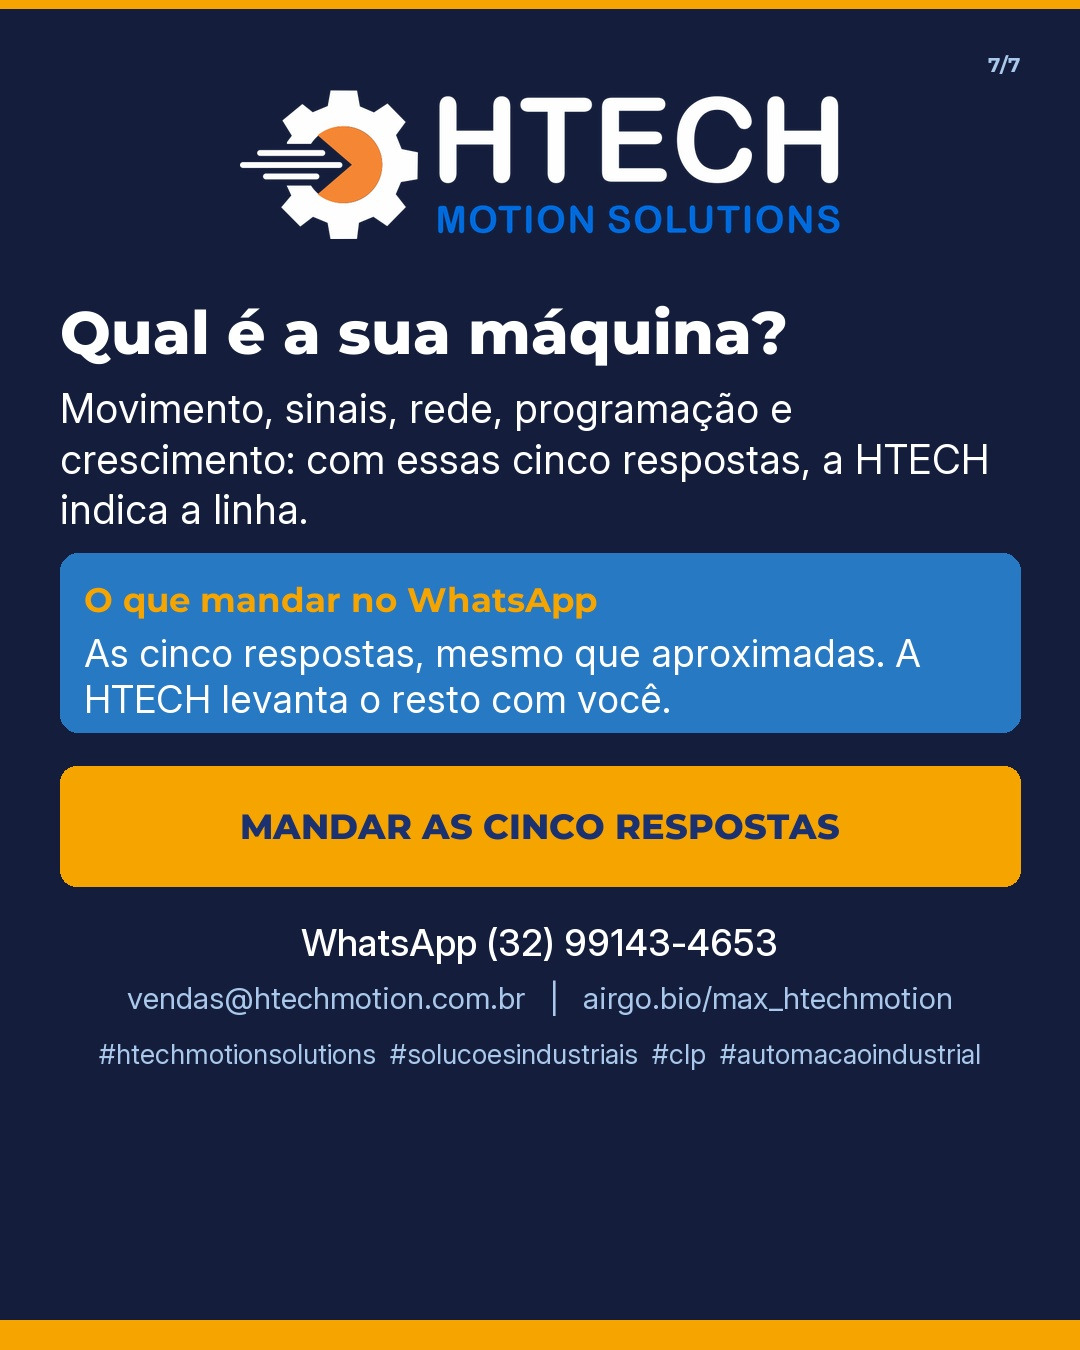 7/7
HTECH
MOTION SOLUTIONS
Qual é a sua máquina?
Movimento, sinais, rede, programação e
crescimento: com essas cinco respostas, a HTECH
indica a linha.
O que mandar no WhatsApp
As cinco respostas, mesmo que aproximadas. A
HTECH levanta o resto com você.
MANDAR AS CINCO RESPOSTAS
WhatsApp (32) 99143-4653
vendas@htechmotion.com.br | airgo.bio/max_htechmotion
#htechmotionsolutions #solucoesindustriais #clp #automacaoindustrial